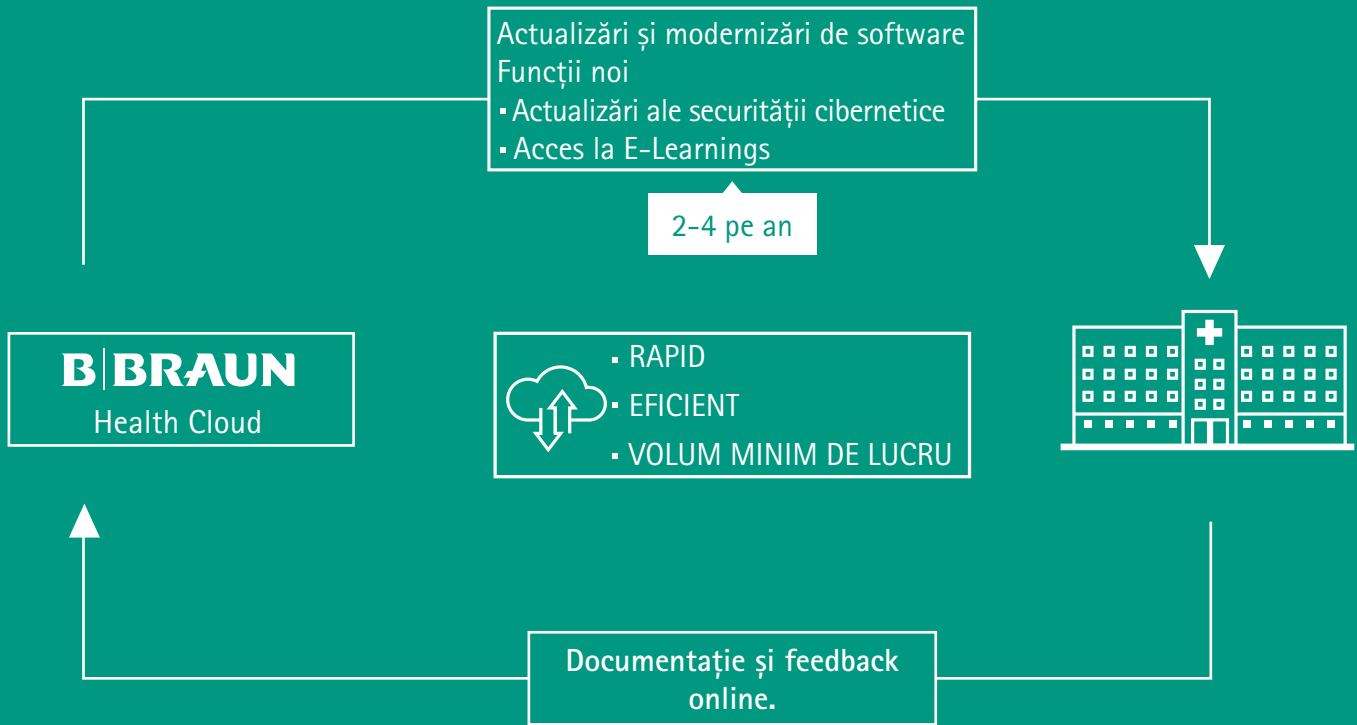 Actualizări și modernizări de software
Funcții noi
▪ Actualizări ale securității cibernetice
▪ Acces la E-Learnings
2-4 pe an
B|BRAUN
Health Cloud
▪ RAPID
▪ EFICIENT
▪ VOLUM MINIM DE LUCRU
Documentație și feedback
online.